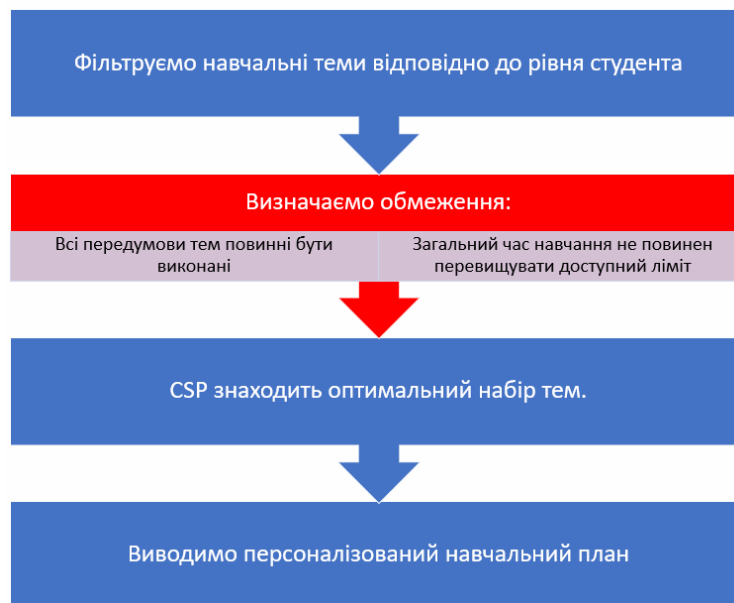 Фільтруємо навчальні теми відповідно до рівня студента
Визначаємо обмеження:
Всі передумови тем повинні бути
виконані
Загальний час навчання не повинен
перевищувати доступний ліміт
CSP знаходить оптимальний набір тем.
Виводимо персоналізований навчальний план